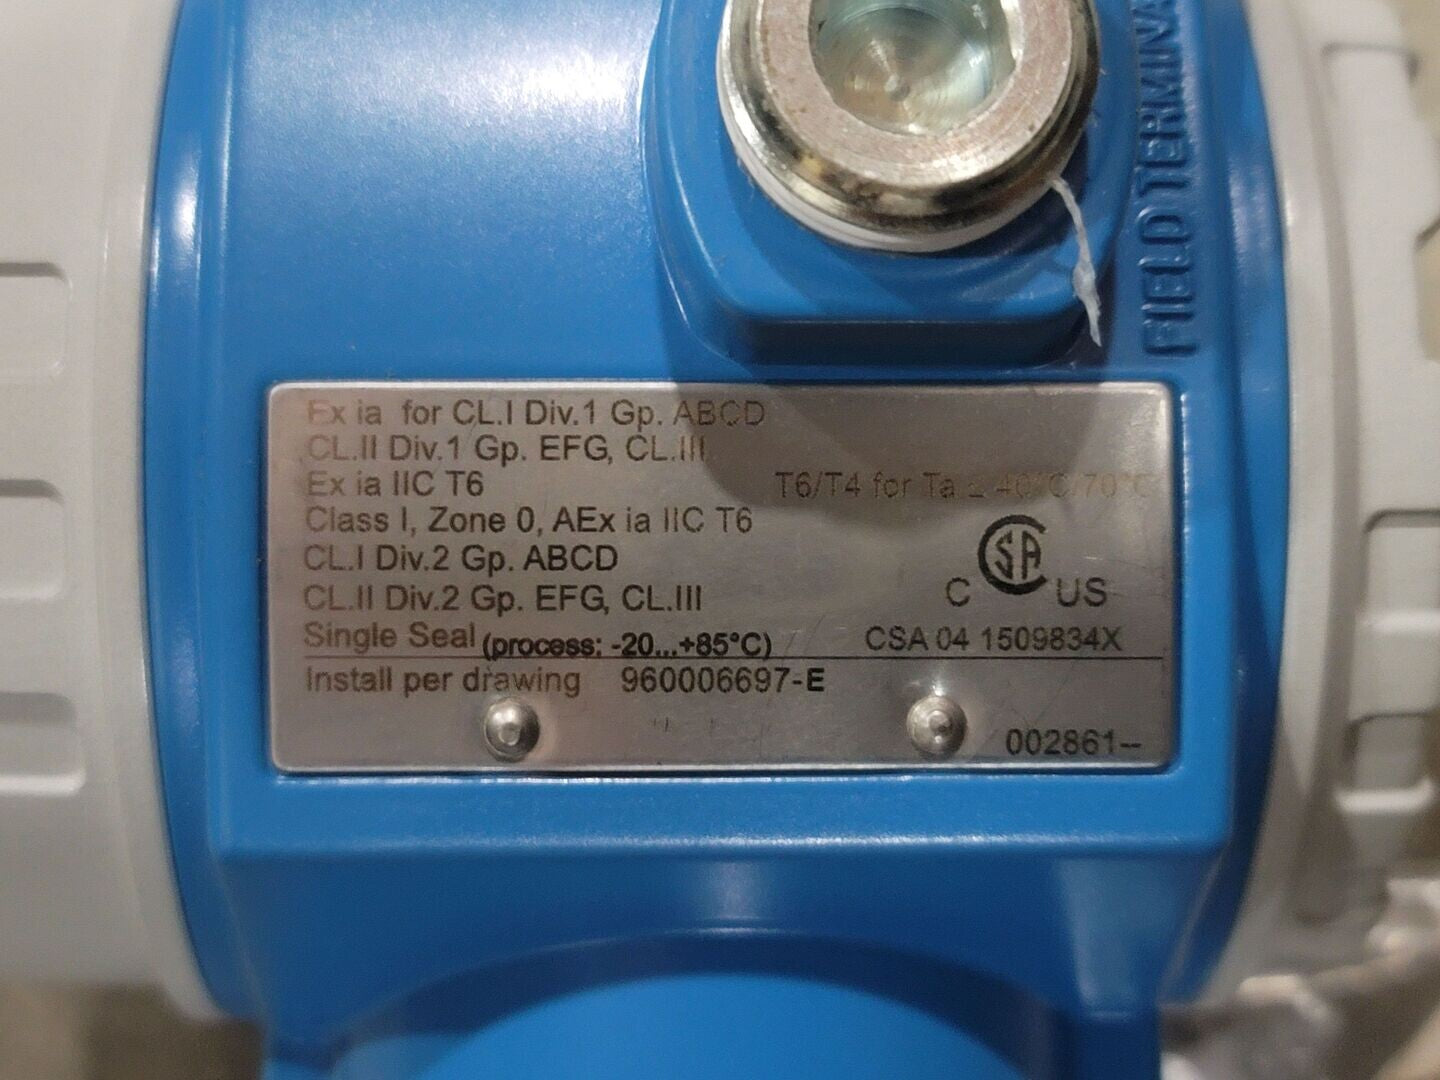 FIELD TERMINA
Ex ia for CL.I Div.1 Gp. ABCD
CL.II Div.1 Gp. EFG, CL.III
Ex ia IIC T6 T6/T4 for Ta ≤ 40°C/70°C
Class I, Zone 0, AEx ia IIC T6
CL.I Div.2 Gp. ABCD
CL.II Div.2 Gp. EFG, CL.III
C CSA US
Single Seal (process: -20...+85°C) CSA 04 1509834X
Install per drawing 960006697-E
002861--